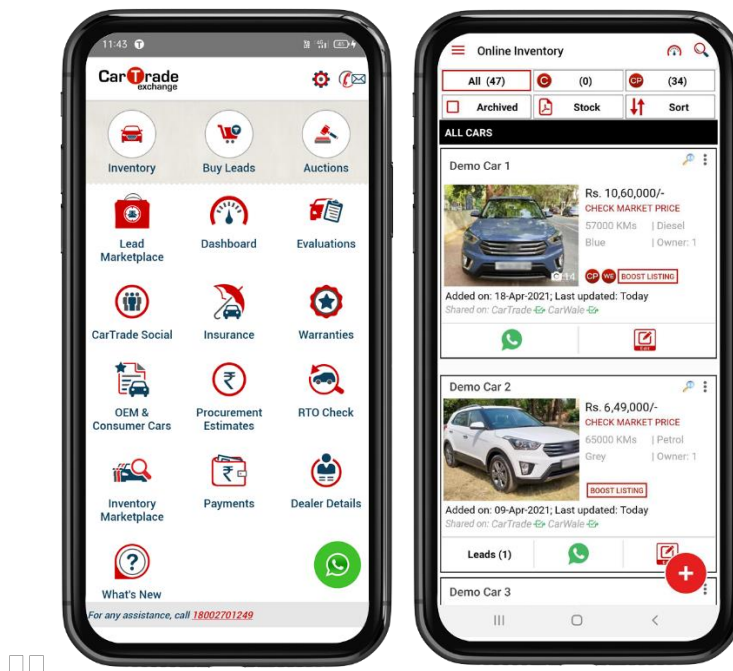 11:43
CarTrade
exchange
Inventory
Buy Leads
Auctions
Lead
Marketplace
Dashboard
Evaluations
CarTrade Social
Insurance
Warranties
OEM &
Consumer Cars
Procurement
Estimates
RTO Check
Inventory
Marketplace
Payments
Dealer Details
What's New
For any assistance, call 18002701249
Online Inventory
All (47)
C (0)
CP (34)
Archived
Stock
Sort
ALL CARS
Demo Car 1
Rs. 10,60,000/-
CHECK MARKET PRICE
57000 KMs | Diesel
Blue | Owner: 1
14
CP WE BOOST LISTING
Added on: 18-Apr-2021; Last updated: Today
Shared on: CarTrade CarWale
Edit
Demo Car 2
Rs. 6,49,000/-
CHECK MARKET PRICE
65000 KMs | Petrol
Grey | Owner: 1
BOOST LISTING
Added on: 09-Apr-2021; Last updated: Today
Shared on: CarTrade CarWale
Leads (1)
Demo Car 3